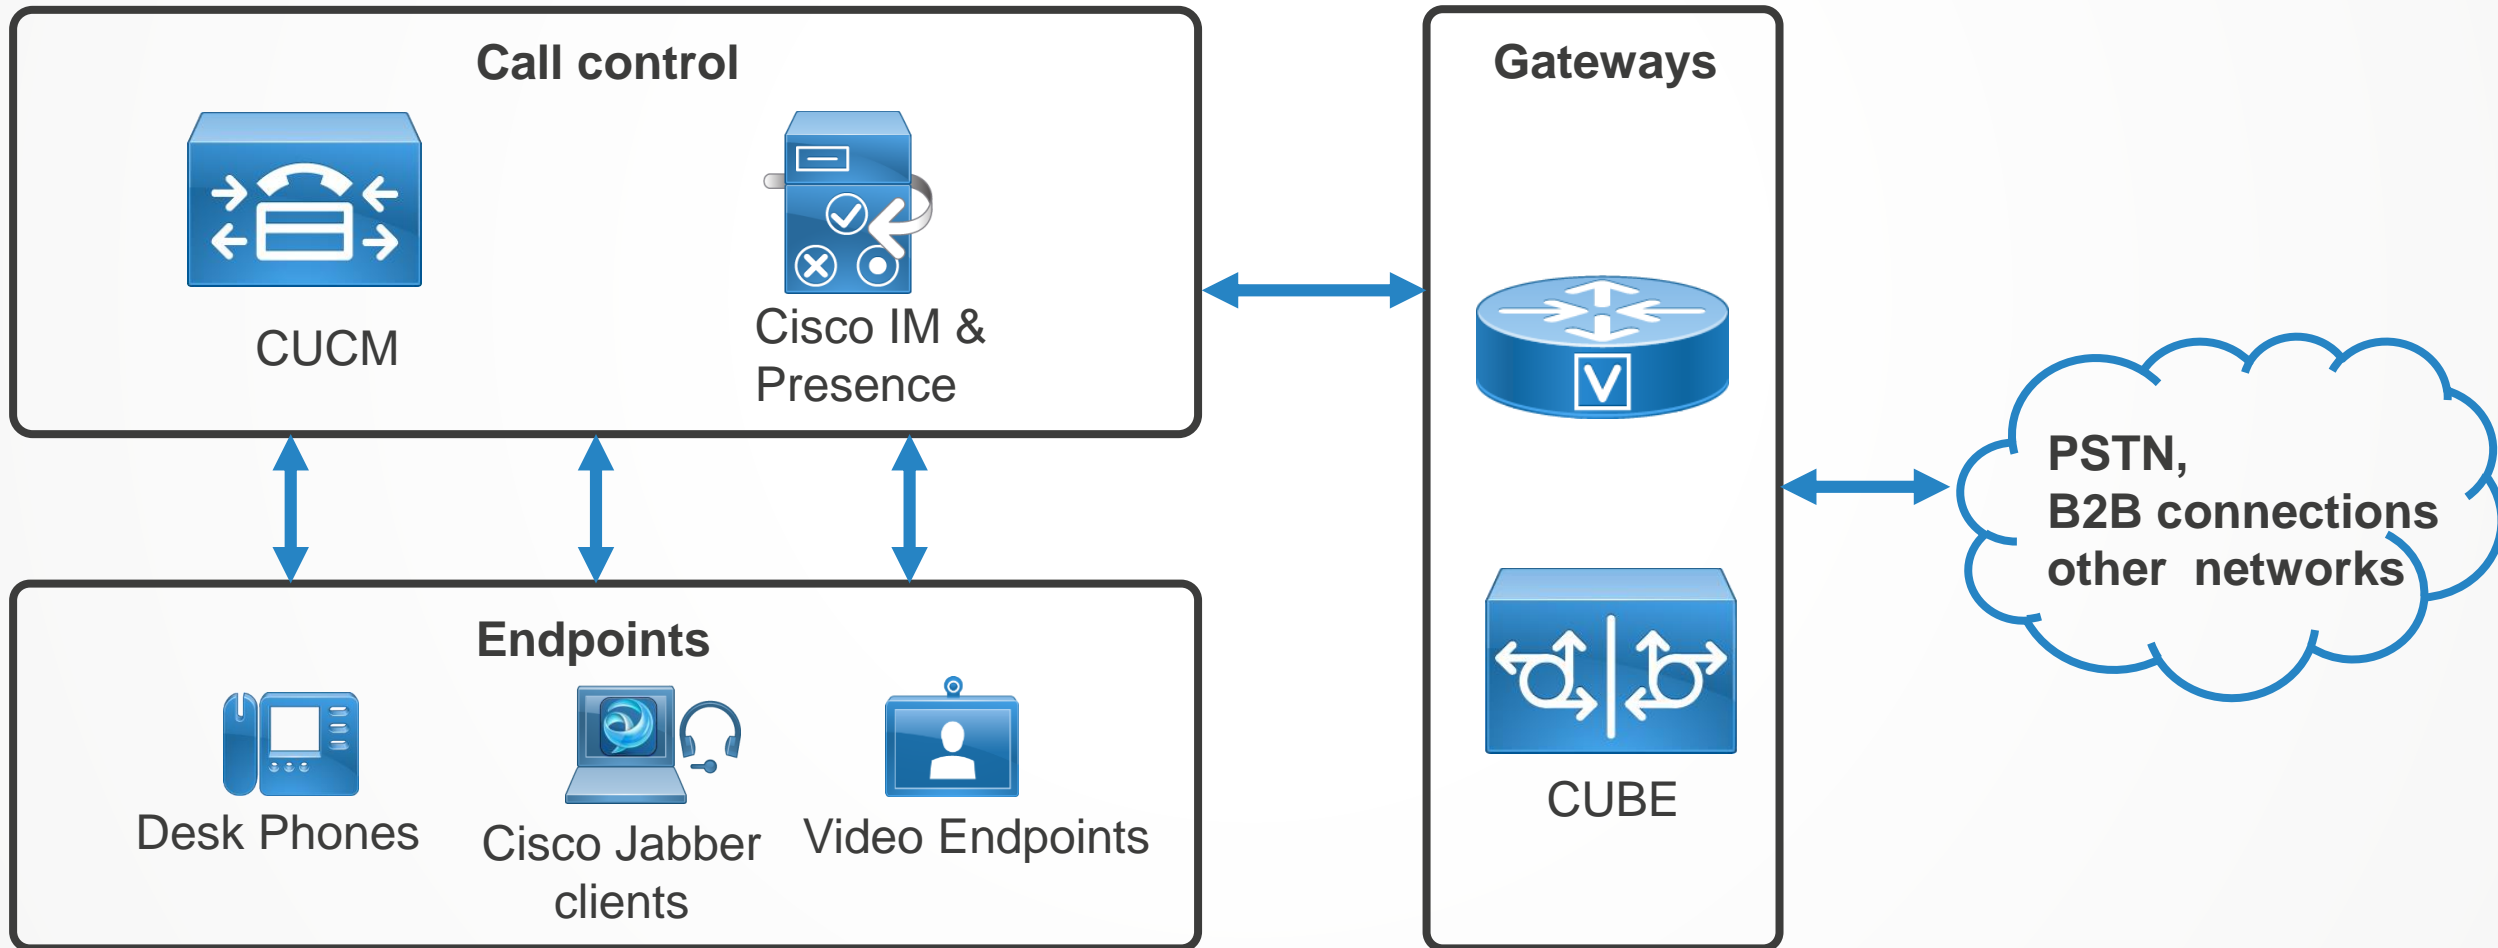 Call control
CUCM
Cisco IM &
Presence
Gateways
V
CUBE
PSTN,
B2B connections
other  networks
Endpoints
Desk Phones
Cisco Jabber
clients
Video Endpoints